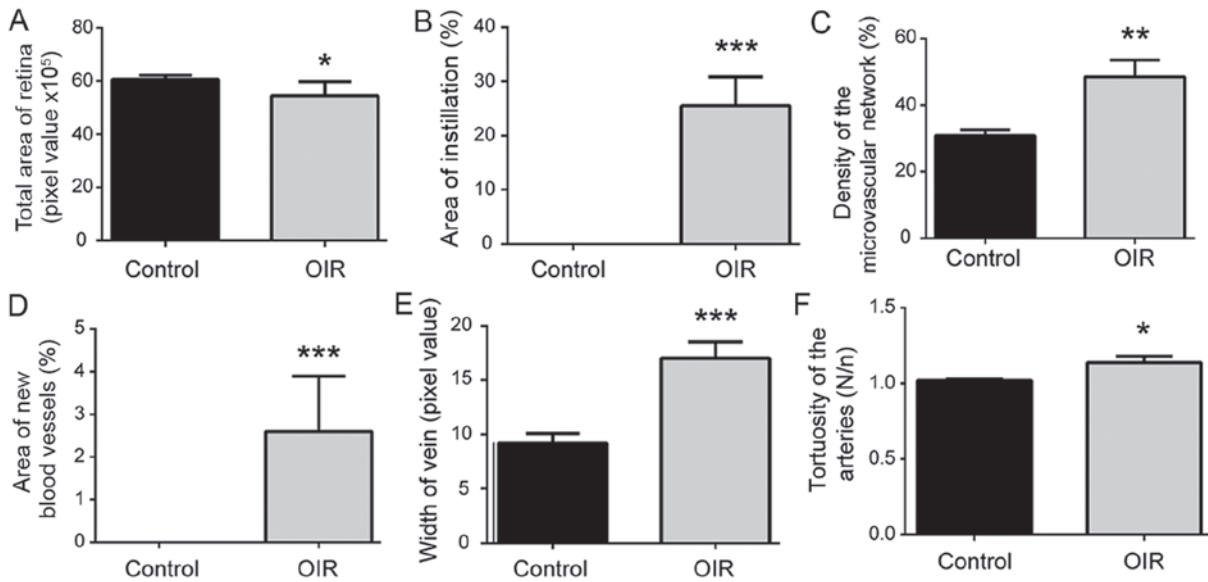 A
Total area of retina
(pixel value x10⁵)
80
60
40
20
0
*
Control
OIR
B
Area of instillation (%)
40
30
20
10
0
***
Control
OIR
C
Density of the
microvascular network (%)
60
40
20
0
**
Control
OIR
D
Area of new
blood vessels (%)
5
4
3
2
1
0
***
Control
OIR
E
Width of vein (pixel value)
20
15
10
5
0
***
Control
OIR
F
Tortuosity of the
arteries (N/n)
1.5
1.0
0.5
0.0
*
Control
OIR